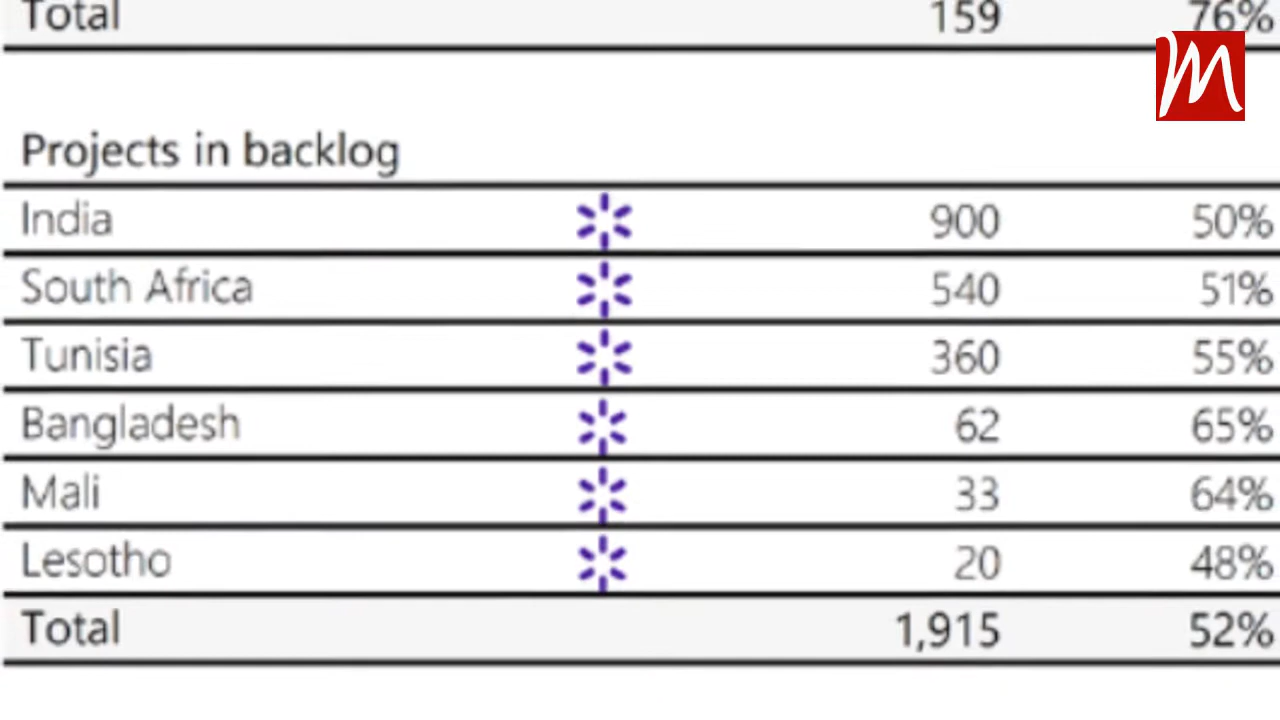 Total 159 76%
M
Projects in backlog
India 900 50%
South Africa 540 51%
Tunisia 360 55%
Bangladesh 62 65%
Mali 33 64%
Lesotho 20 48%
Total 1,915 52%